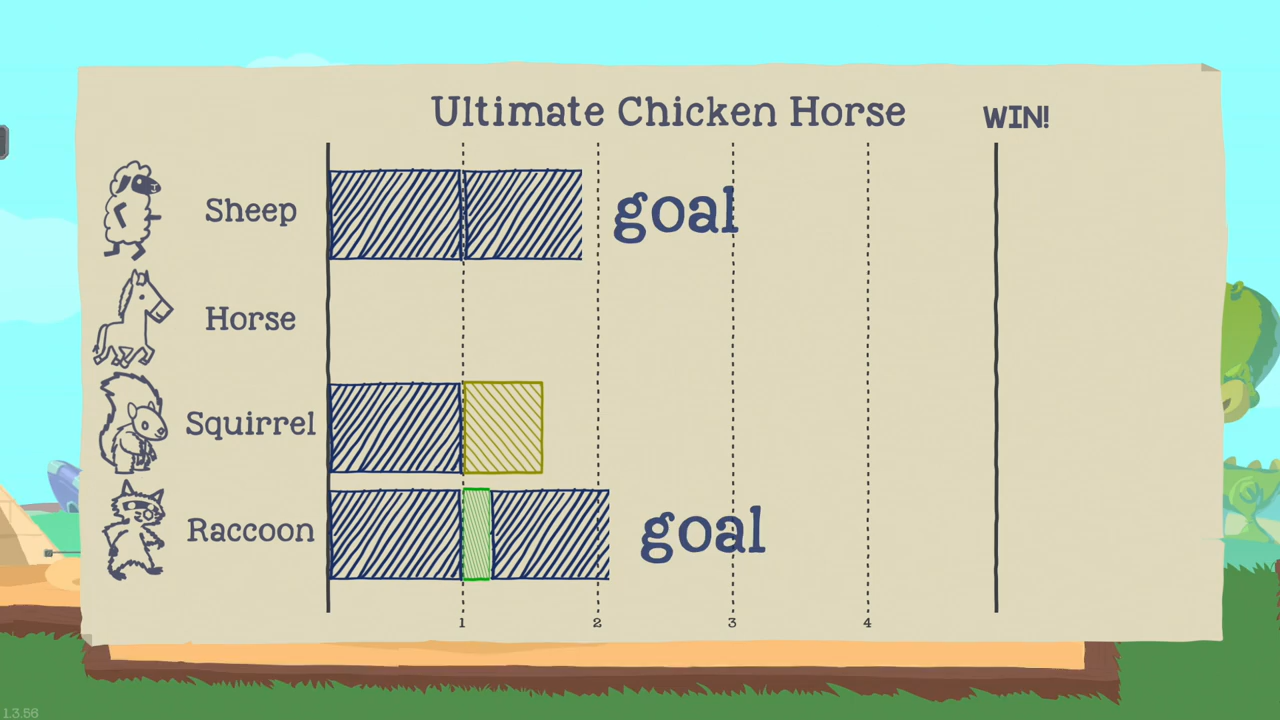 Ultimate Chicken Horse
WIN!
Sheep
goal
Horse
Squirrel
Raccoon
goal
1
2
3
4
1.3.56